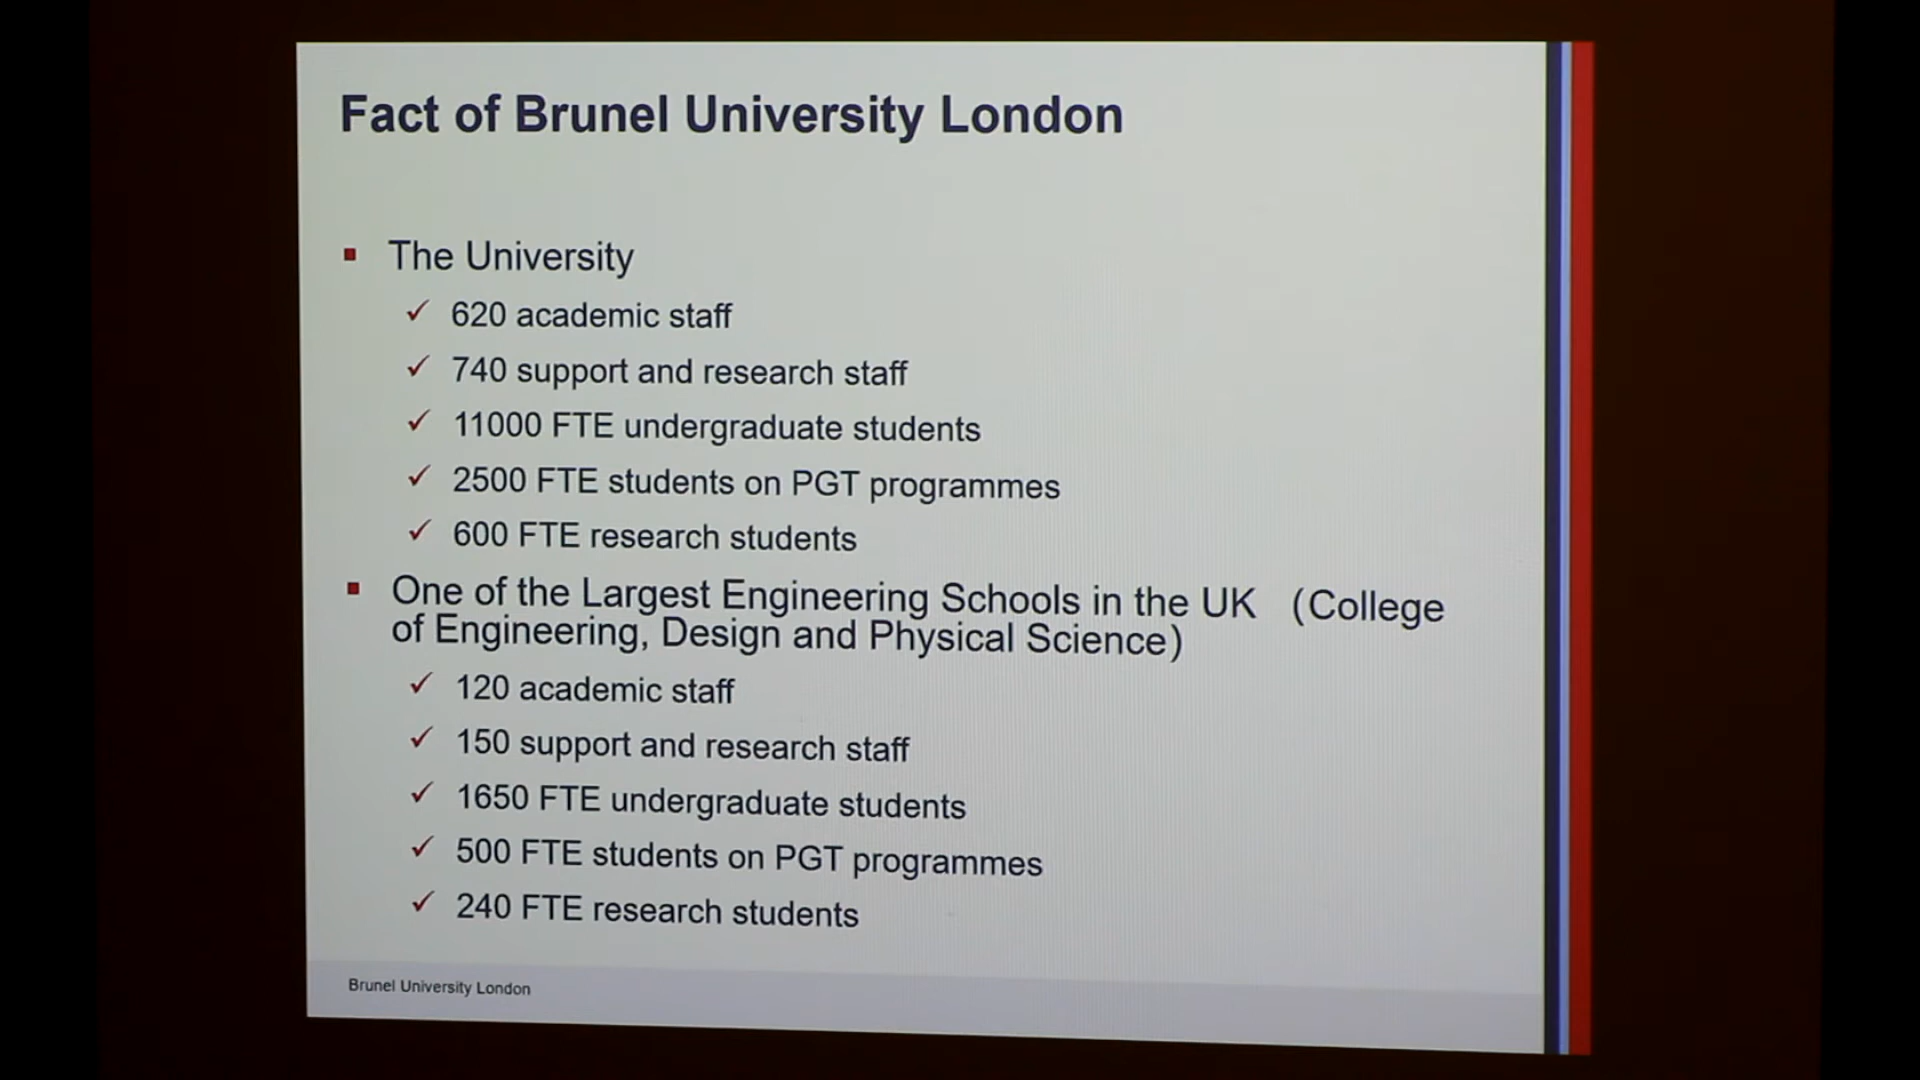 Fact of Brunel University London
The University
620 academic staff
740 support and research staff
11000 FTE undergraduate students
2500 FTE students on PGT programmes
600 FTE research students
One of the Largest Engineering Schools in the UK (College
of Engineering, Design and Physical Science)
120 academic staff
150 support and research staff
1650 FTE undergraduate students
500 FTE students on PGT programmes
240 FTE research students
Brunel University London